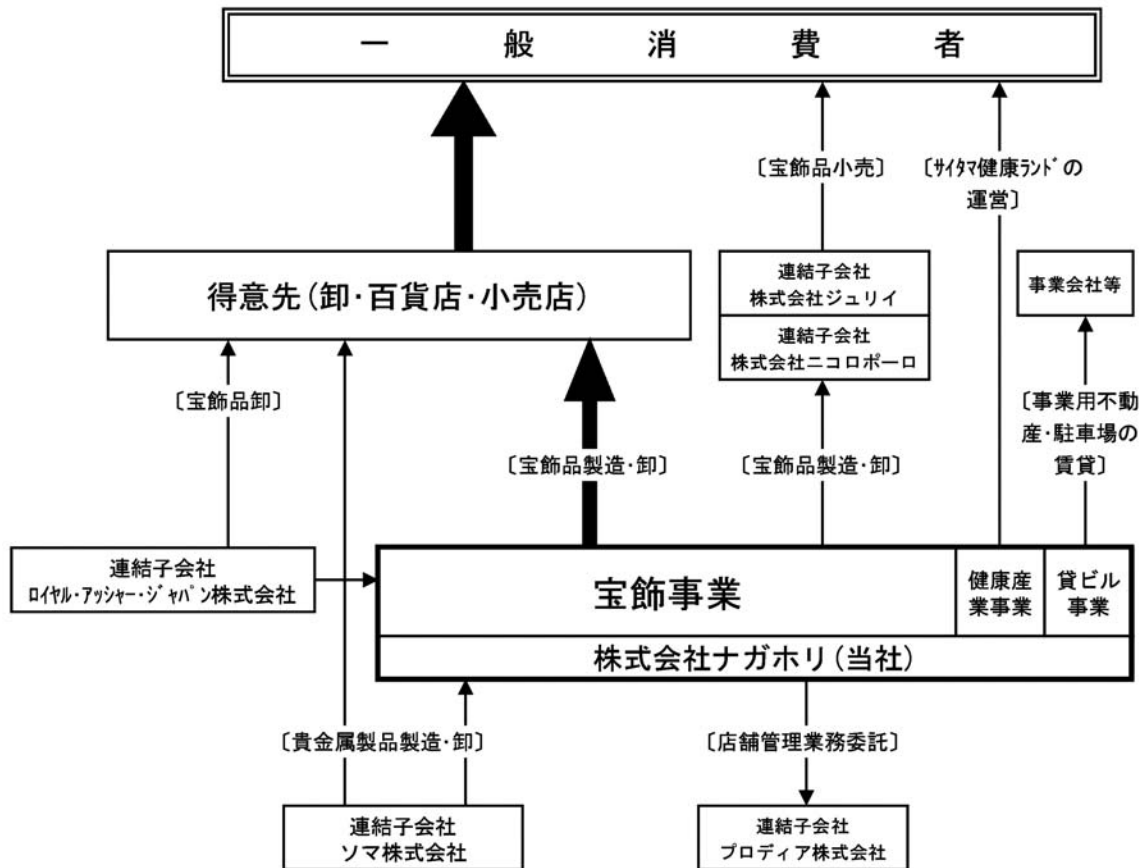 一般消費者
〔宝飾品小売〕
〔ｻｲﾀﾏ健康ﾗﾝﾄﾞの
運営〕
得意先(卸・百貨店・小売店)
連結子会社
株式会社ジュリイ
連結子会社
株式会社ニコロポーロ
事業会社等
〔宝飾品卸〕
〔事業用不動
産・駐車場の
賃貸〕
〔宝飾品製造・卸〕
〔宝飾品製造・卸〕
連結子会社
ﾛｲﾔﾙ・ｱｯｼｬｰ・ｼﾞｬﾊﾟﾝ株式会社
宝飾事業
健康産
業事業
貸ビル
事業
株式会社ナガホリ(当社)
〔貴金属製品製造・卸〕
〔店舗管理業務委託〕
連結子会社
ソマ株式会社
連結子会社
プロディア株式会社